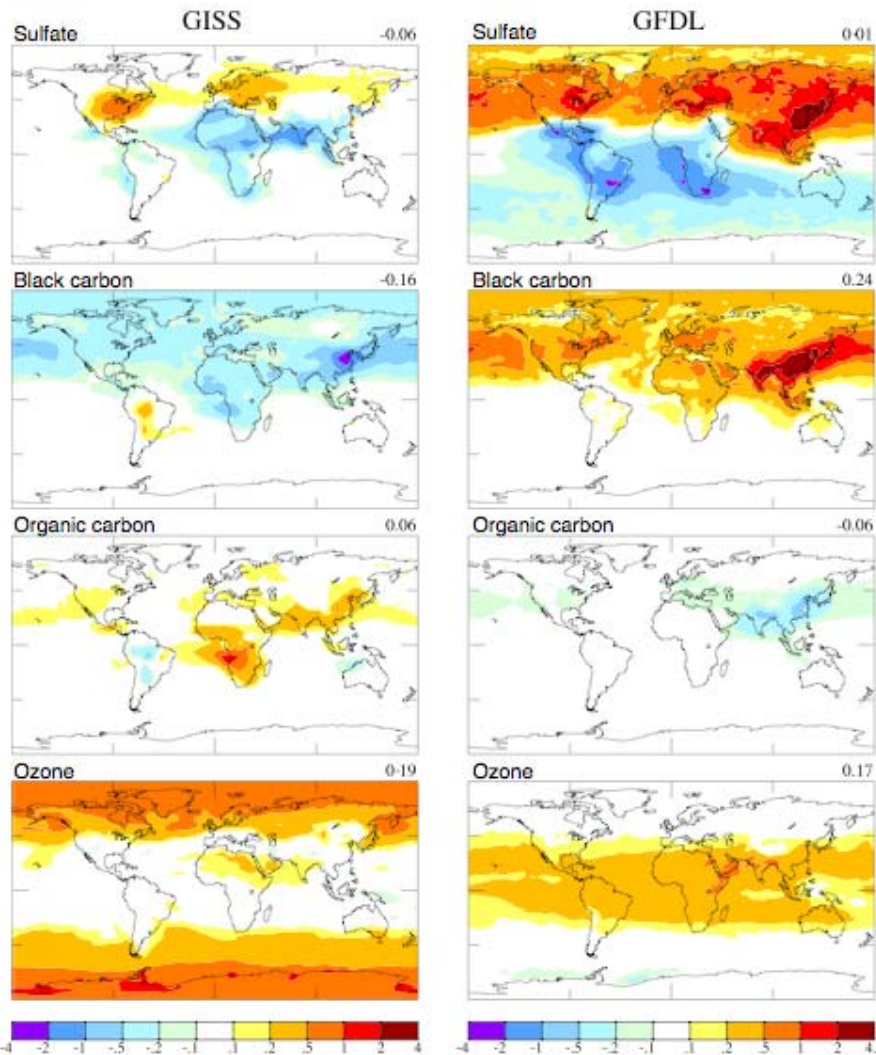 GISS GFDL
Sulfate -0.06 Sulfate 0·01
Black carbon -0.16 Black carbon 0.24
Organic carbon 0.06 Organic carbon -0.06
Ozone 0·19 Ozone 0.17
-4 -2 -1 -.5 -.2 -.1 .1 .2 .5 1 2 4 -4 -2 -1 -.5 -.2 -.1 .1 .2 .5 1 2 4.